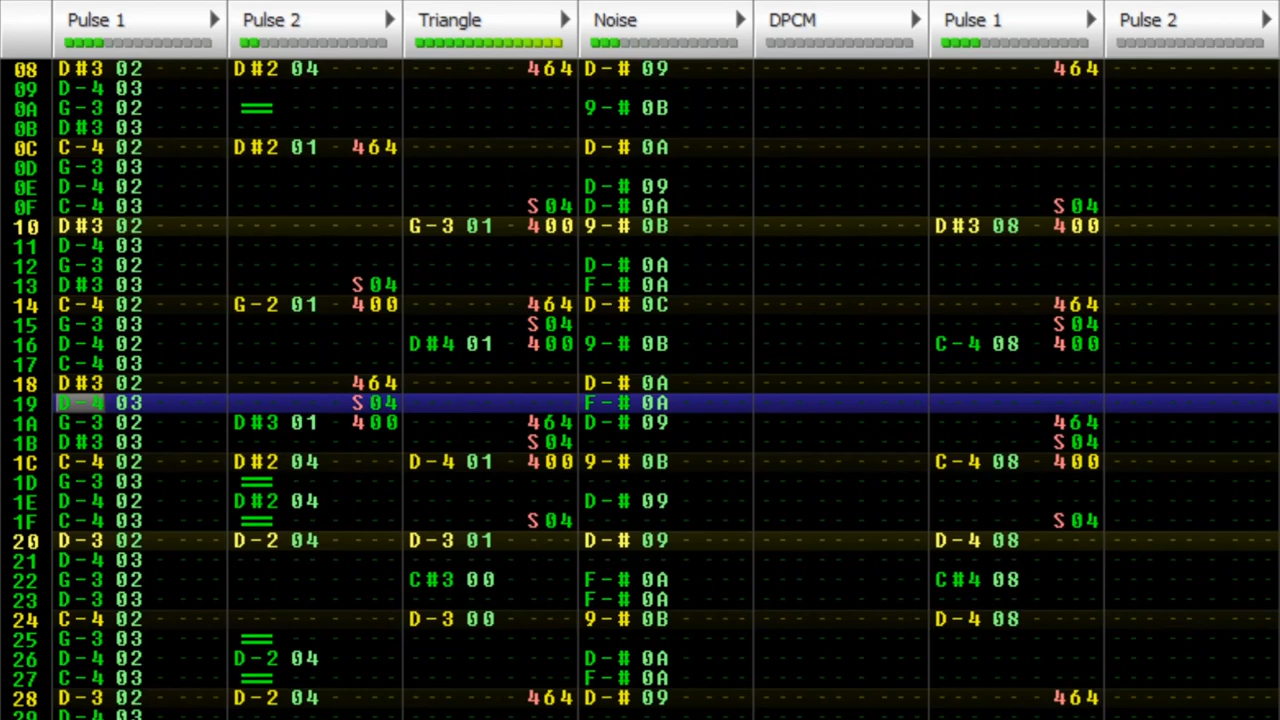 Pulse 1 Pulse 2 Triangle Noise DPCM Pulse 1 Pulse 2
08 D#3 02 D#2 04 464 D-# 09 464
09 D-4 03
0A G-3 02 9-# 0B
0B D#3 03
0C C-4 02 D#2 01 464 D-# 0A
0D G-3 03
0E D-4 02 D-# 09
0F C-4 03 S04 D-# 0A S04
10 D#3 02 G-3 01 400 9-# 0B D#3 08 400
11 D-4 03
12 G-3 02 D-# 0A
13 D#3 03 S04 F-# 0A
14 C-4 02 G-2 01 400 464 D-# 0C 464
15 G-3 03 S04 S04
16 D-4 02 D#4 01 400 9-# 0B C-4 08 400
17 C-4 03
18 D#3 02 464 D-# 0A
19 D-4 03 S04 F-# 0A
1A G-3 02 D#3 01 400 464 D-# 09 464
1B D#3 03 S04 S04
1C C-4 02 D#2 04 D-4 01 400 9-# 0B C-4 08 400
1D G-3 03
1E D-4 02 D#2 04 D-# 09
1F C-4 03 S04 S04
20 D-3 02 D-2 04 D-3 01 D-# 09 D-4 08
21 D-4 03
22 G-3 02 C#3 00 F-# 0A C#4 08
23 D-3 03 F-# 0A
24 C-4 02 D-3 00 9-# 0B D-4 08
25 G-3 03
26 D-4 02 D-2 04 D-# 0A
27 C-4 03 F-# 0A
28 D-3 02 D-2 04 464 D-# 09 464
29 D-4 03